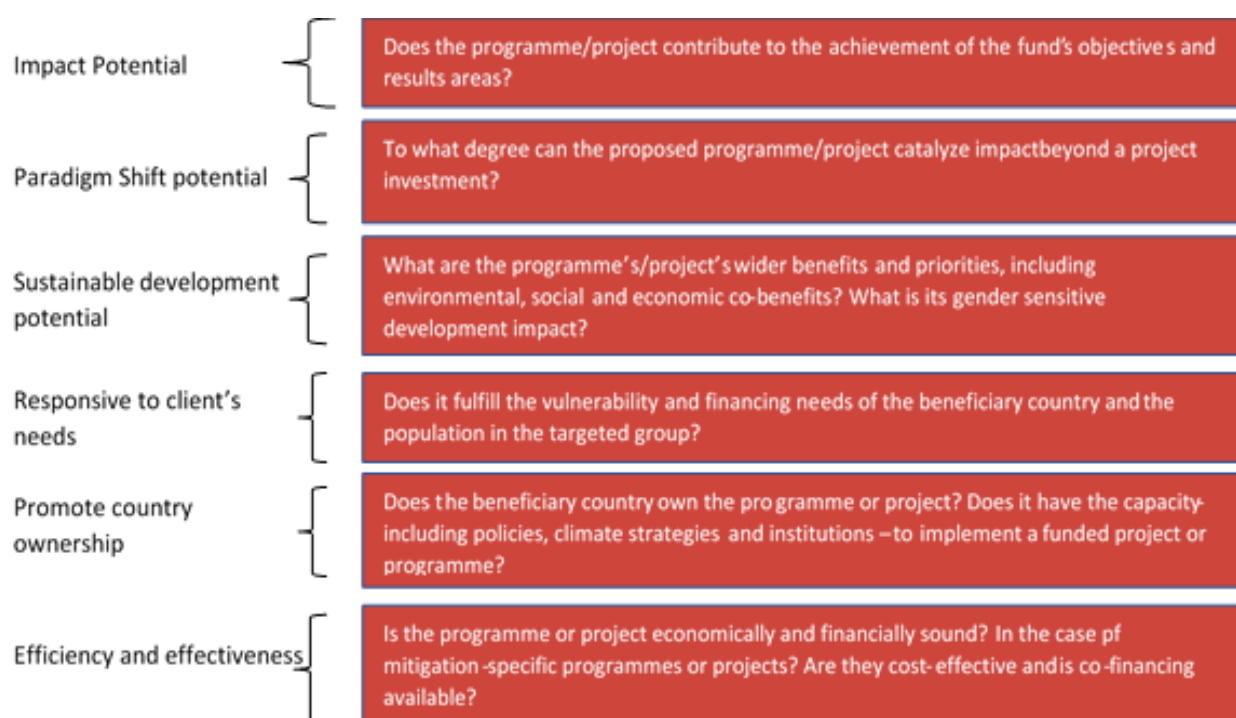 Impact Potential
Does the programme/project contribute to the achievement of the fund's objective s and
results areas?
Paradigm Shift potential
To what degree can the proposed programme/project catalyze impactbeyond a project
investment?
Sustainable development
potential
What are the programme's/project's wider benefits and priorities, including
environmental, social and economic co-benefits? What is its gender sensitive
development impact?
Responsive to client's
needs
Does it fulfill the vulnerability and financing needs of the beneficiary country and the
population in the targeted group?
Promote country
ownership
Does the beneficiary country own the pro gramme or project? Does it have the capacity-
including policies, climate strategies and institutions –to implement a funded project or
programme?
Efficiency and effectiveness
Is the programme or project economically and financially sound? In the case pf
mitigation -specific programmes or projects? Are they cost- effective andis co -financing
available?